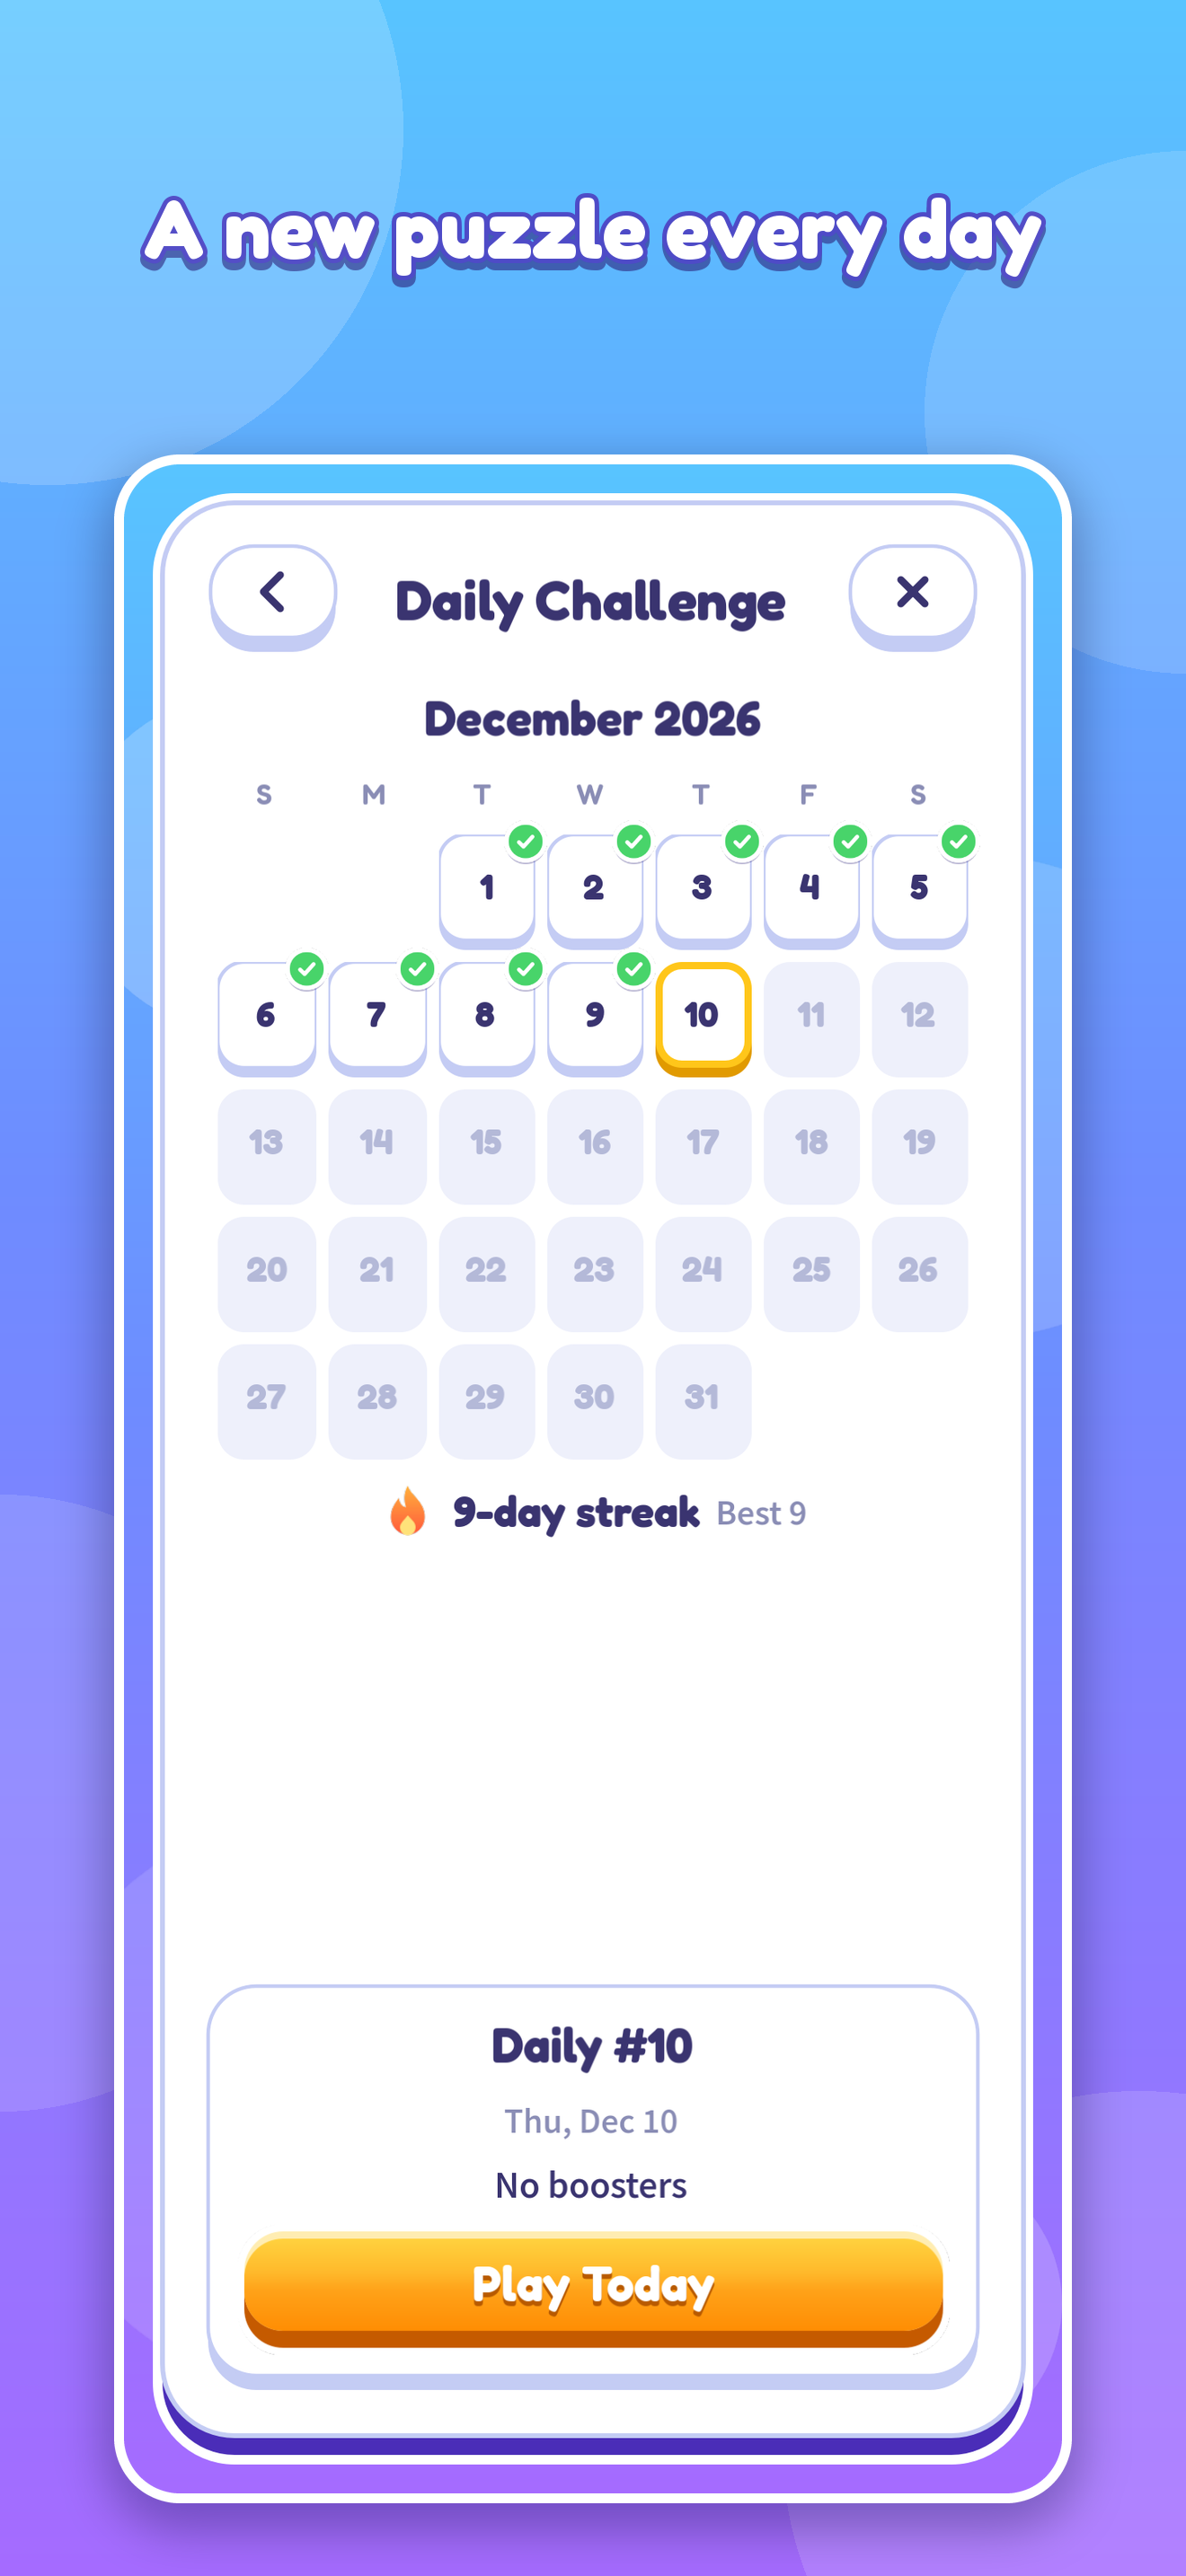 A new puzzle every day
Daily Challenge
December 2026
S M T W T F S
1 2 3 4 5
6 7 8 9 10 11 12
13 14 15 16 17 18 19
20 21 22 23 24 25 26
27 28 29 30 31
9-day streak Best 9
Daily #10
Thu, Dec 10
No boosters
Play Today